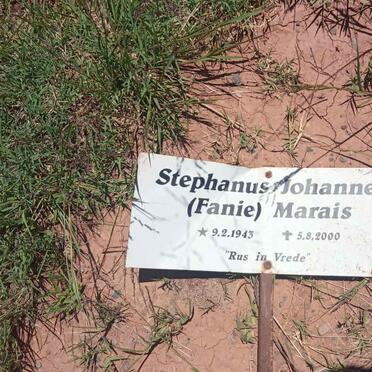 Stephanus Johanne
(Fanie) Marais
★ 9.2.1943 ✝ 5.8.2000
"Rus in Vrede"